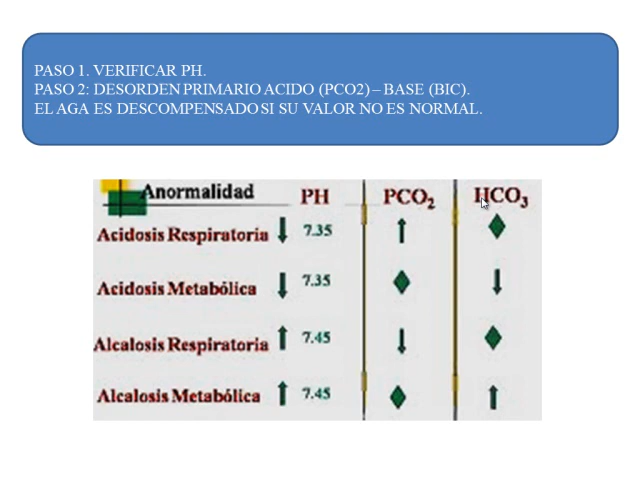 PASO 1. VERIFICAR PH.
PASO 2: DESORDEN PRIMARIO ACIDO (PCO2) – BASE (BIC).
EL AGA ES DESCOMPENSADO SI SU VALOR NO ES NORMAL.
Anormalidad PH PCO₂ HCO₃
Acidosis Respiratoria ↓ 7.35 ↑ ◆
Acidosis Metabólica ↓ 7.35 ◆ ↓
Alcalosis Respiratoria ↑ 7.45 ↓ ◆
Alcalosis Metabólica ↑ 7.45 ◆ ↑